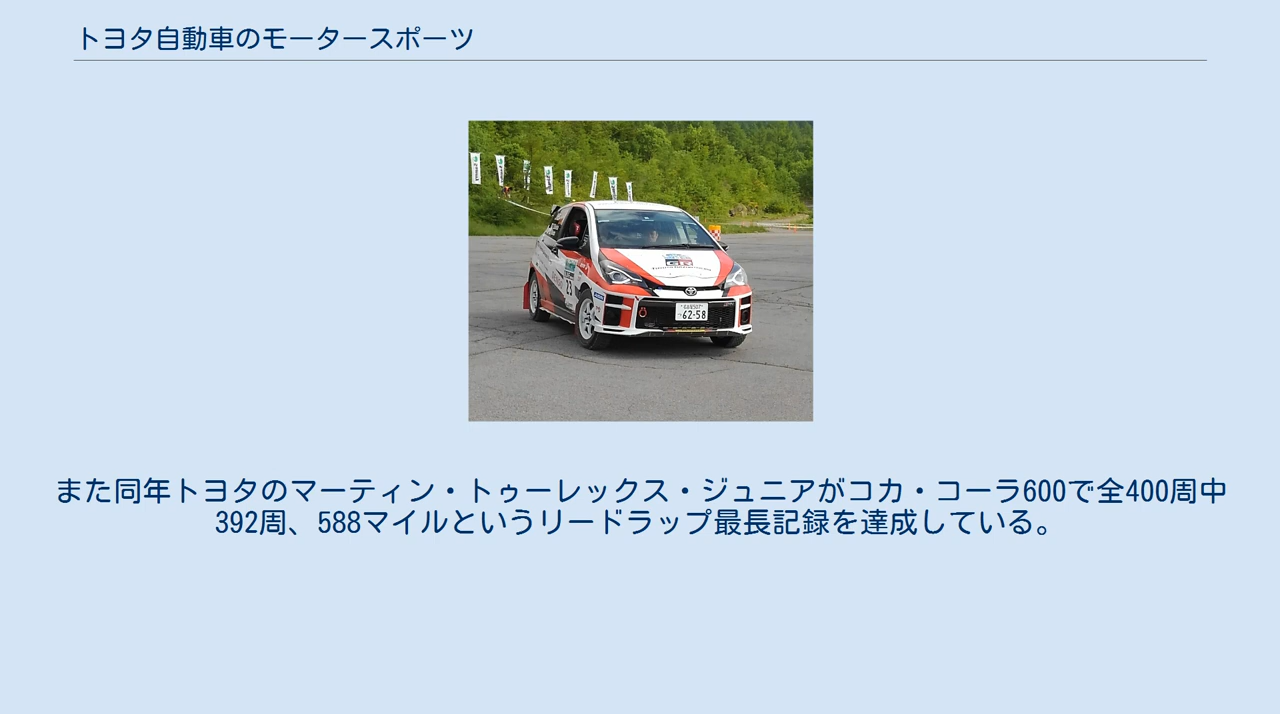 トヨタ自動車のモータースポーツ
23
GR
62-58
また同年トヨタのマーティン・トゥーレックス・ジュニアがコカ・コーラ600で全400周中
392周、588マイルというリードラップ最長記録を達成している。